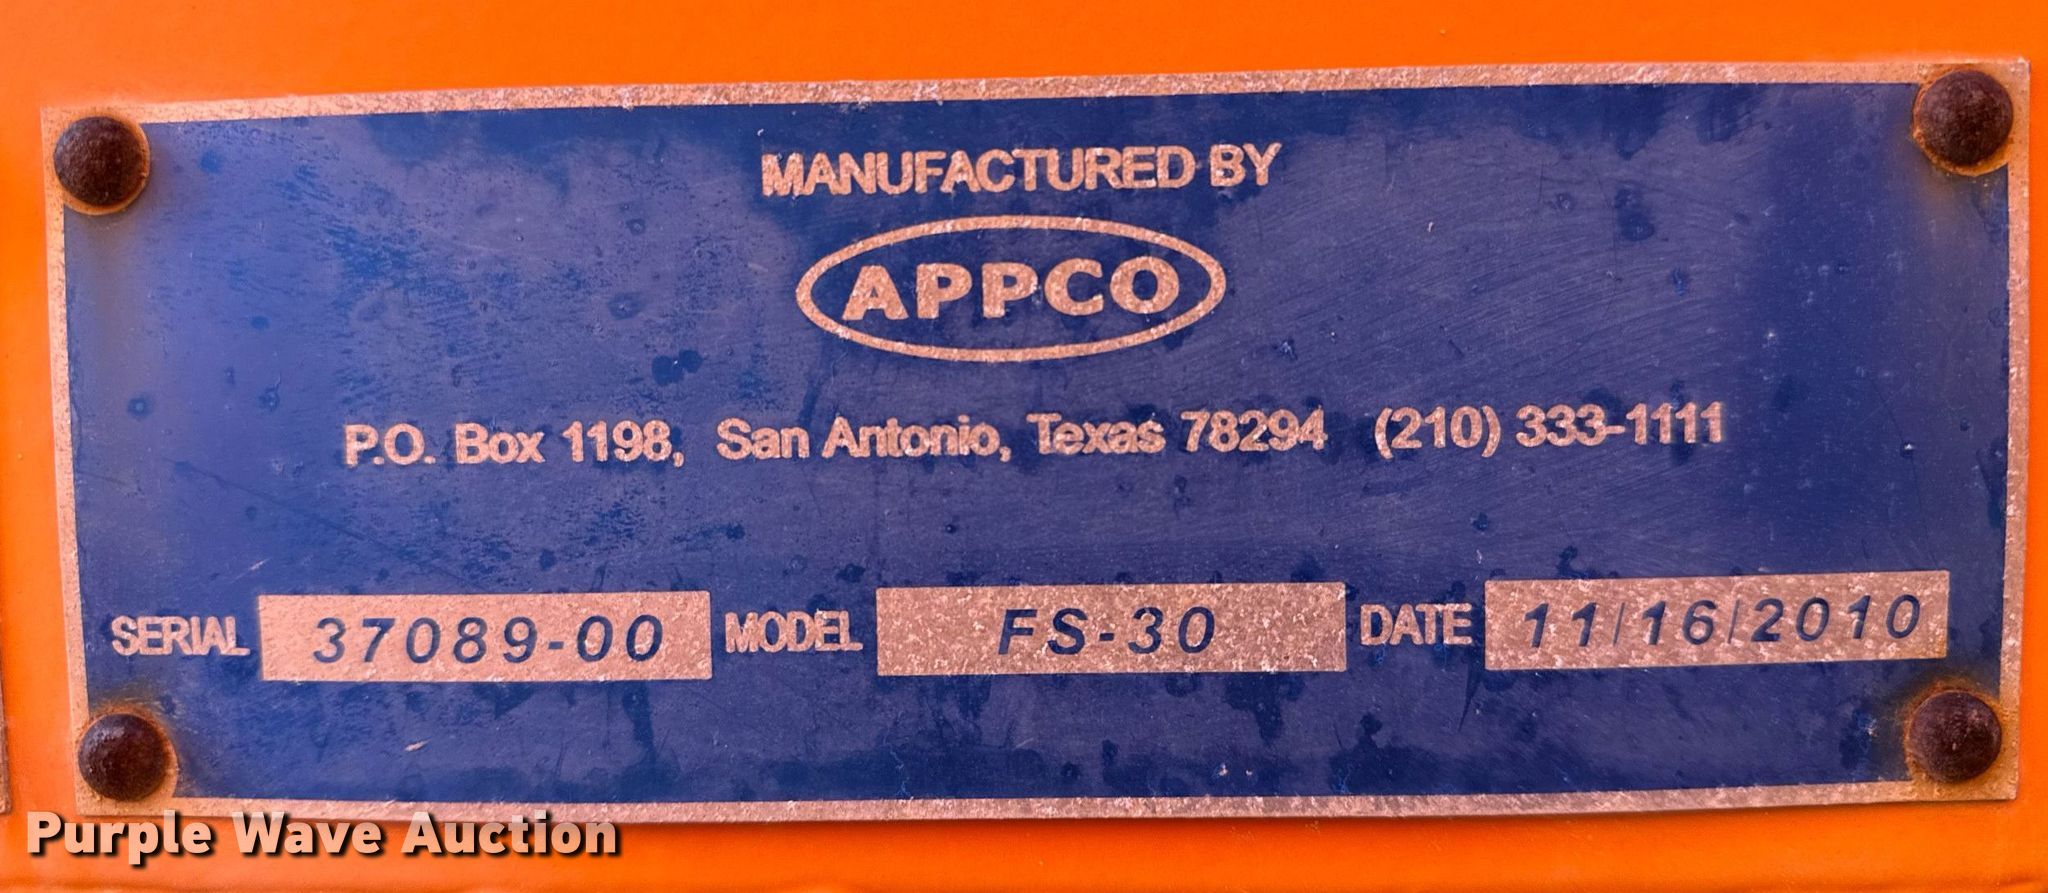 MANUFACTURED BY
APPCO
P.O. Box 1198, San Antonio, Texas 78294 (210) 333-1111
SERIAL 37089-00 MODEL FS-30 DATE 11/16/2010
Purple Wave Auction